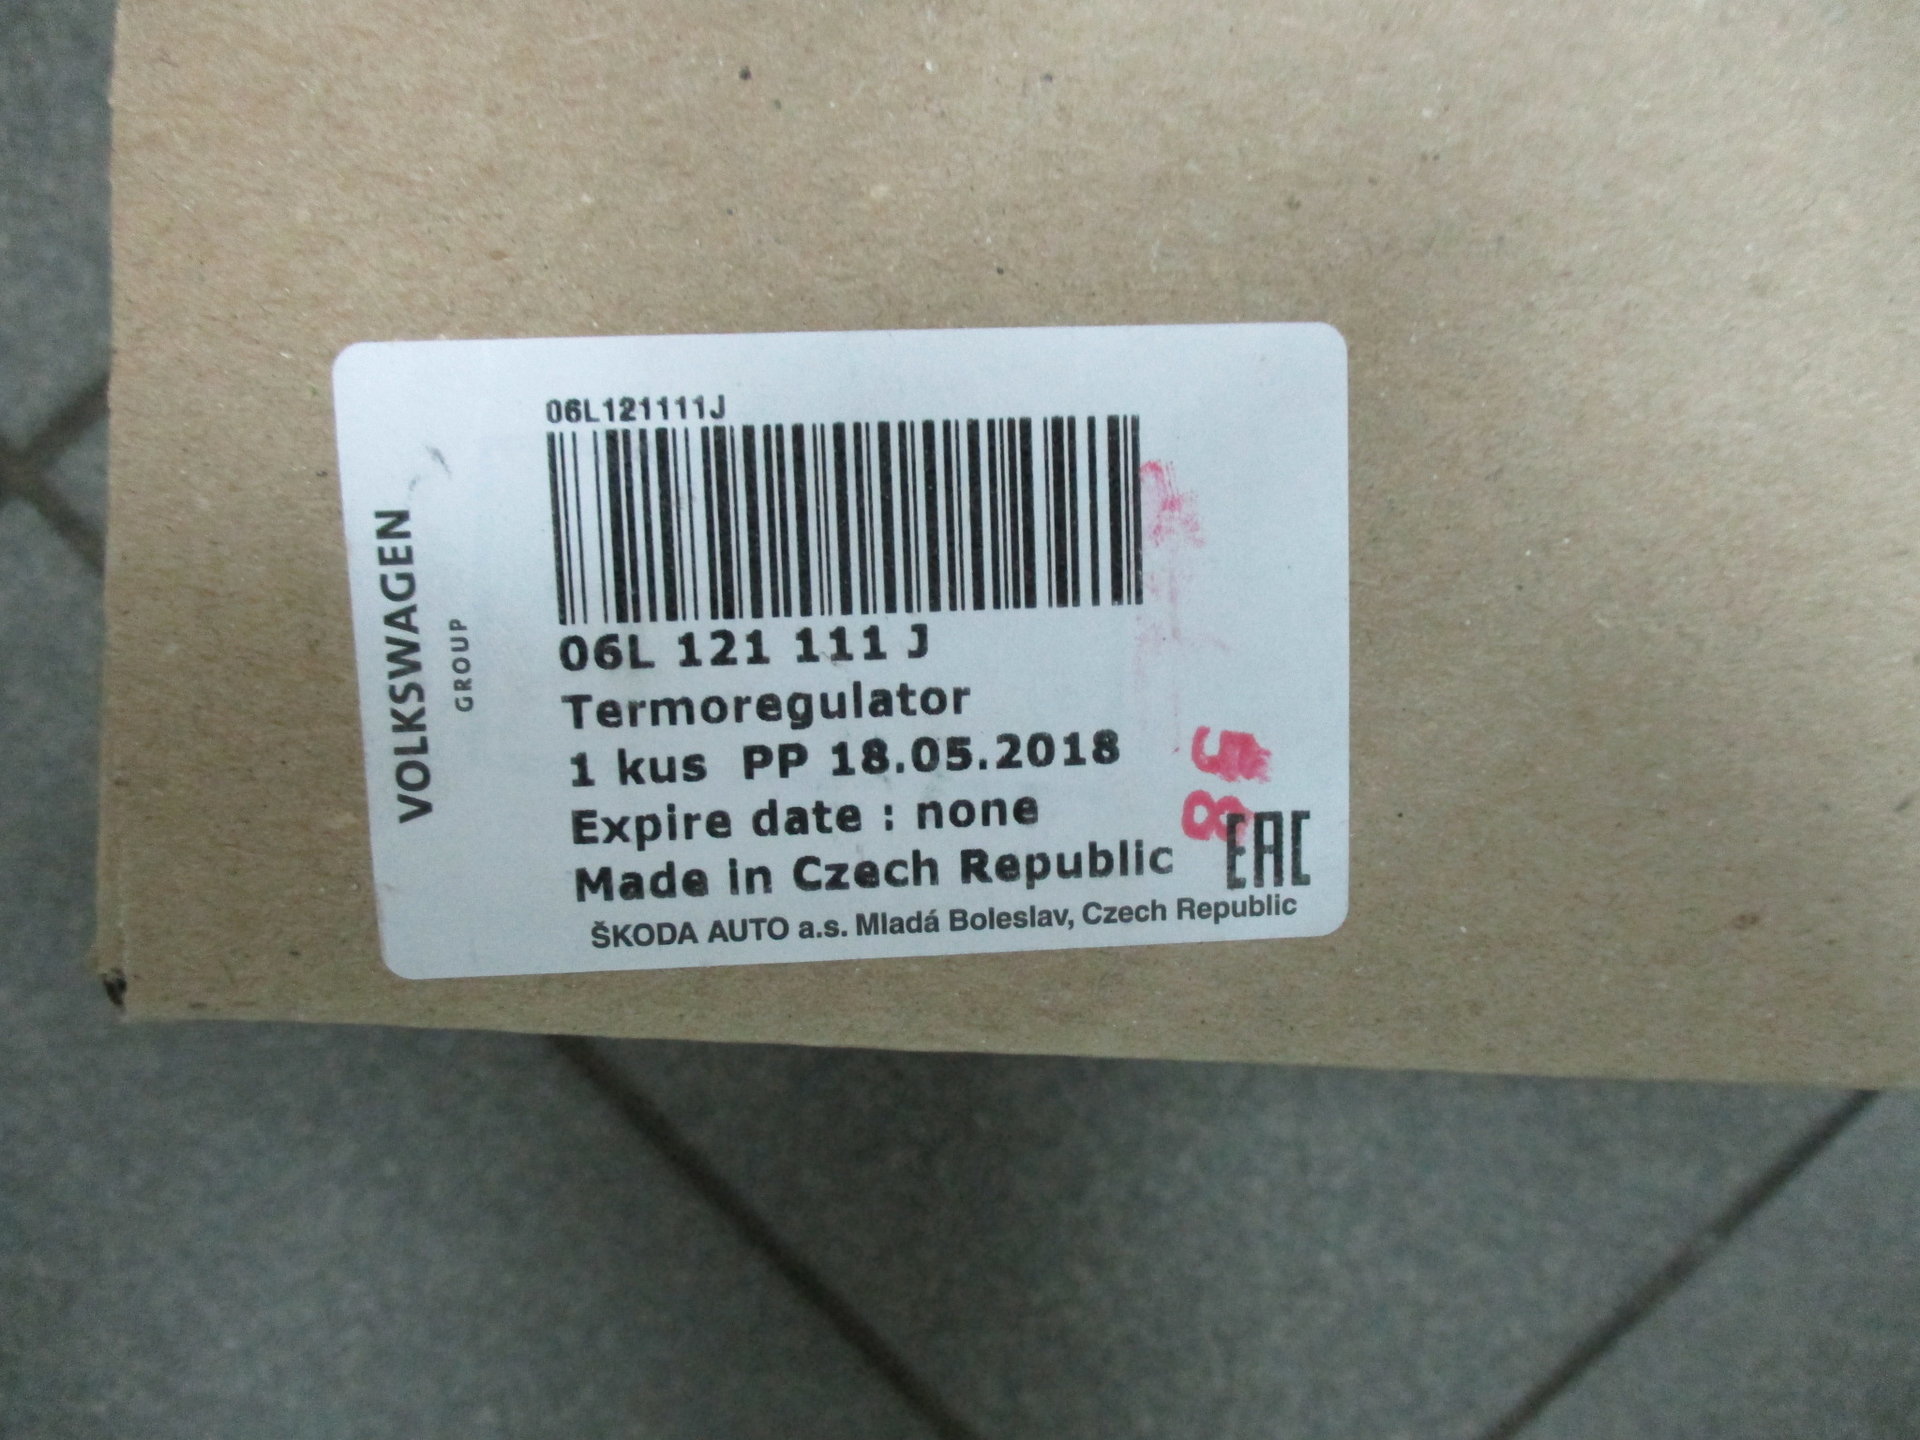 VOLKSWAGEN
GROUP
06L121111J
06L 121 111 J
Termoregulator
1 kus PP 18.05.2018
Expire date : none
Made in Czech Republic
EAC
ŠKODA AUTO a.s. Mladá Boleslav, Czech Republic
58